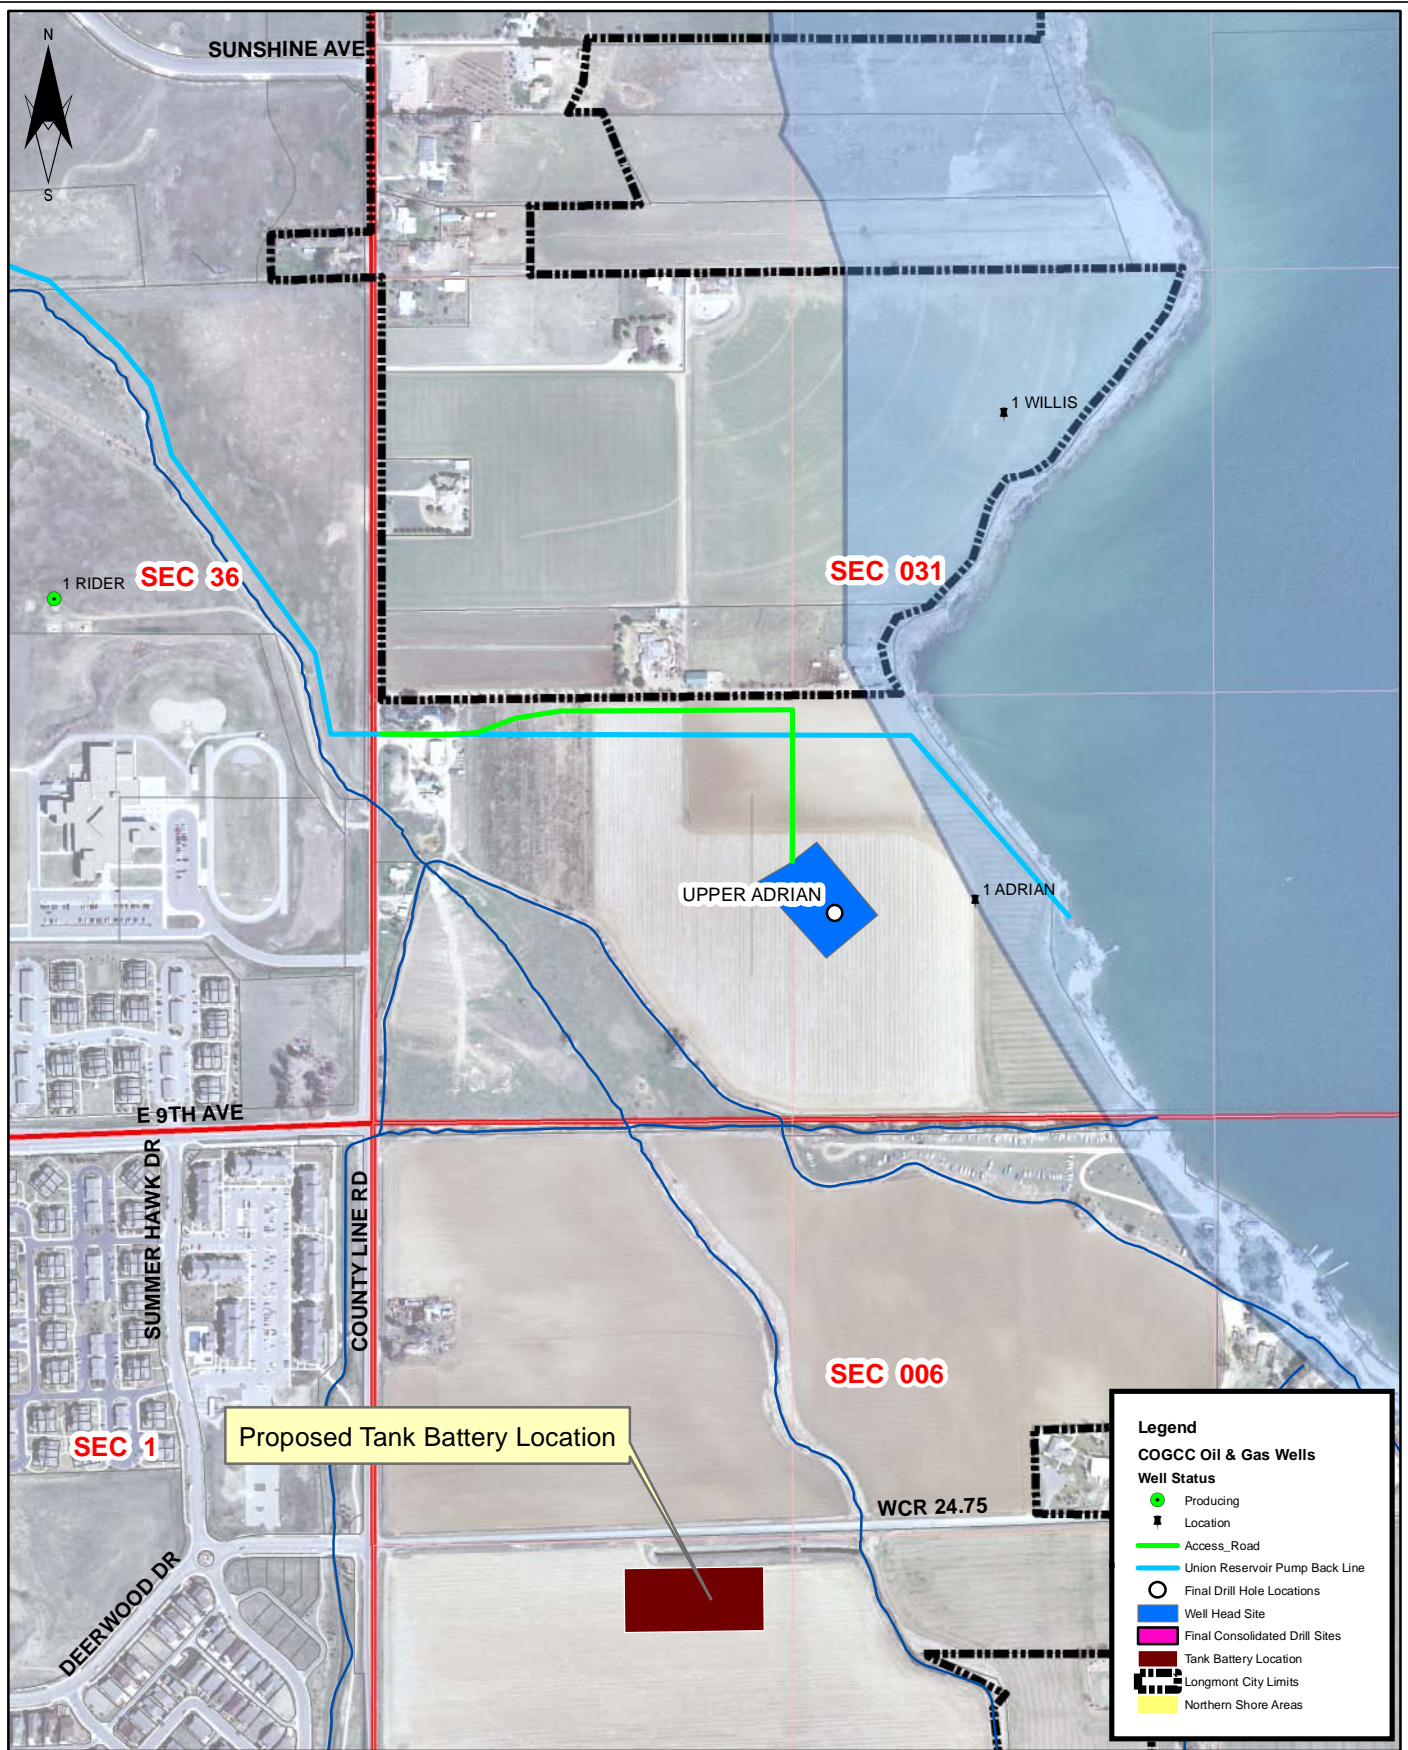 N
S
SUNSHINE AVE
1 WILLIS
SEC 36
SEC 031
1 RIDER
UPPER ADRIAN
1 ADRIAN
E 9TH AVE
SUMMER HAWK DR
COUNTY LINE RD
SEC 006
SEC 1
Proposed Tank Battery Location
WCR 24.75
DEERWOOD DR
Legend
COGCC Oil & Gas Wells
Well Status
Producing
Location
Access_Road
Union Reservoir Pump Back Line
Final Drill Hole Locations
Well Head Site
Final Consolidated Drill Sites
Tank Battery Location
Longmont City Limits
Northern Shore Areas